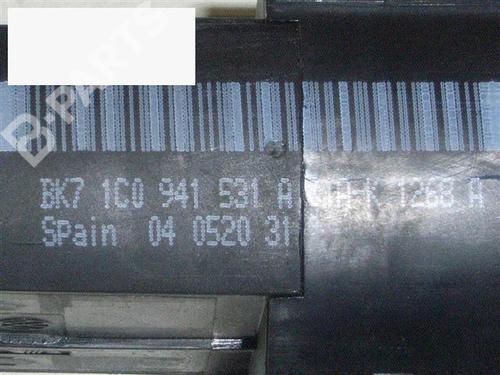 B-PARTS
BK7 1C0 941 531 A
K 1268 A
Spain 04 0520 31